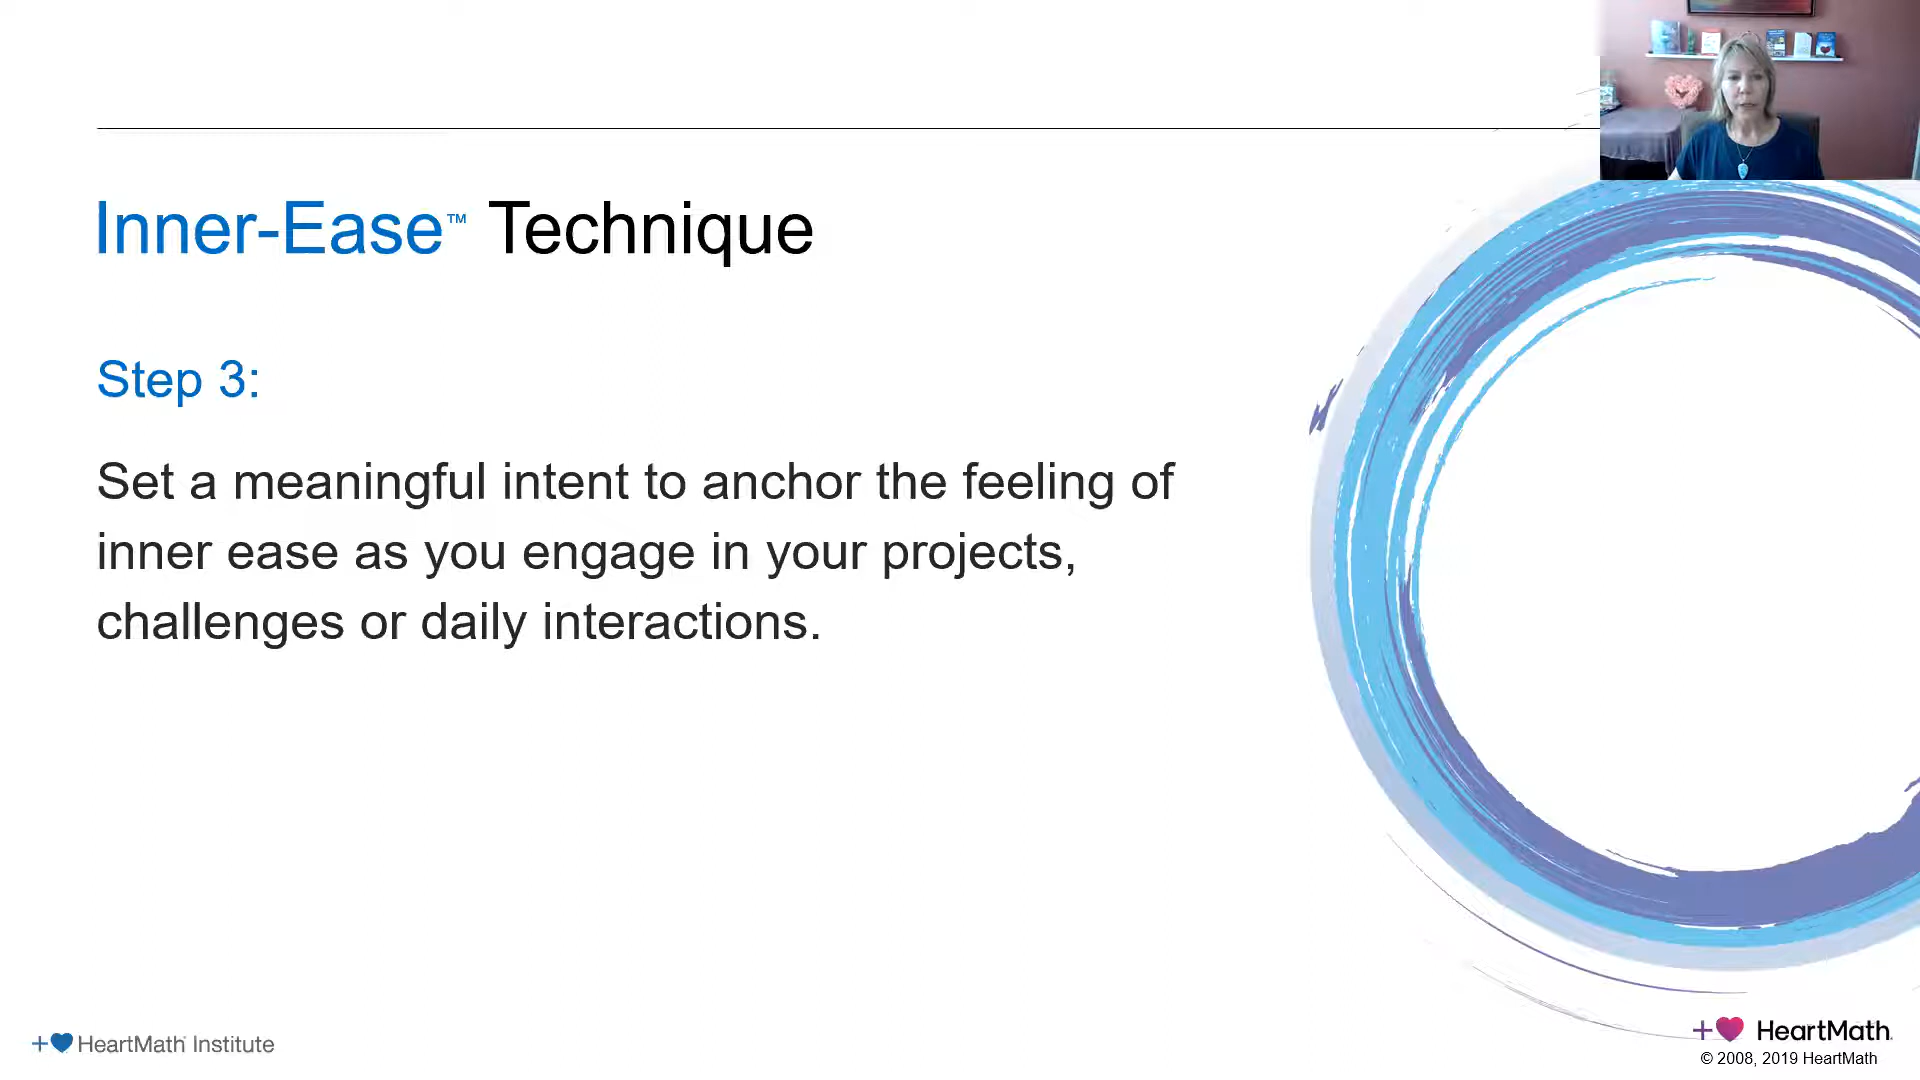 Inner-Ease™ Technique
Step 3:
Set a meaningful intent to anchor the feeling of
inner ease as you engage in your projects,
challenges or daily interactions.
HeartMath Institute
HeartMath
© 2008, 2019 HeartMath